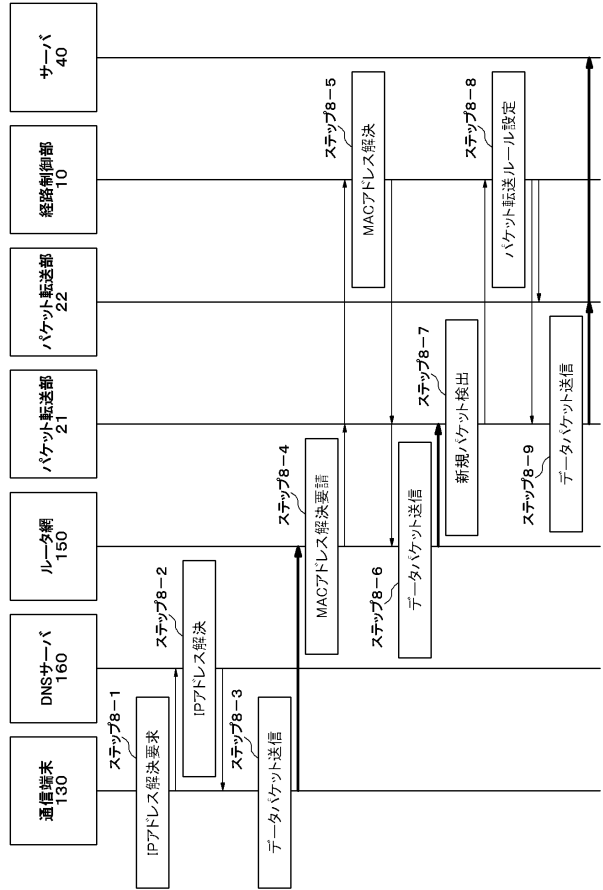 通信端末
130
DNSサーバ
160
ルータ網
150
パケット転送部
21
パケット転送部
22
経路制御部
10
サーバ
40
ステップ8-1
IPアドレス解決要求
ステップ8-2
IPアドレス解決
ステップ8-3
データパケット送信
ステップ8-4
MACアドレス解決要請
ステップ8-5
MACアドレス解決
ステップ8-6
データパケット送信
ステップ8-7
新規パケット検出
ステップ8-8
パケット転送ルール設定
ステップ8-9
データパケット送信